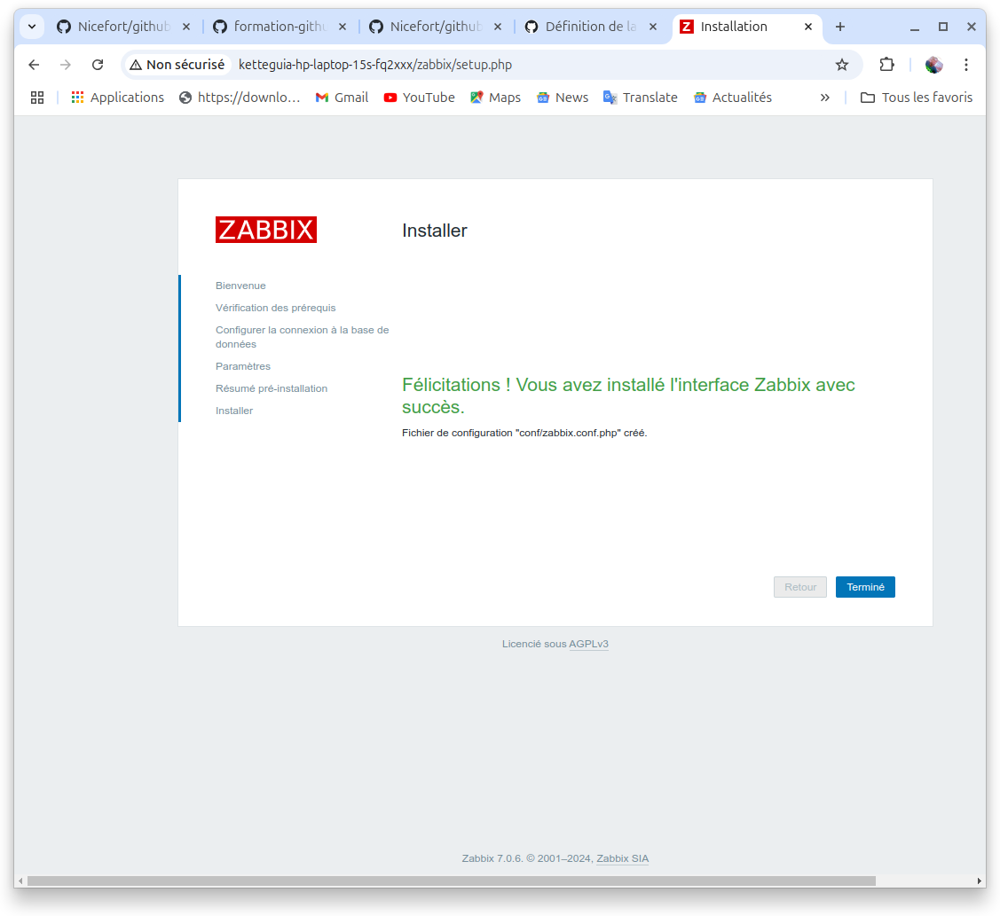 Nicefort/github
formation-githu
Nicefort/github
Définition de la
Installation
Non sécurisé
ketteguia-hp-laptop-15s-fq2xxx/zabbix/setup.php
Applications
https://downlo...
Gmail
YouTube
Maps
News
Translate
Actualités
Tous les favoris
ZABBIX
Installer
Bienvenue
Vérification des prérequis
Configurer la connexion à la base de
données
Paramètres
Résumé pré-installation
Installer
Félicitations ! Vous avez installé l'interface Zabbix avec
succès.
Fichier de configuration "conf/zabbix.conf.php" créé.
Retour
Terminé
Licencié sous AGPLv3
Zabbix 7.0.6. © 2001–2024, Zabbix SIA